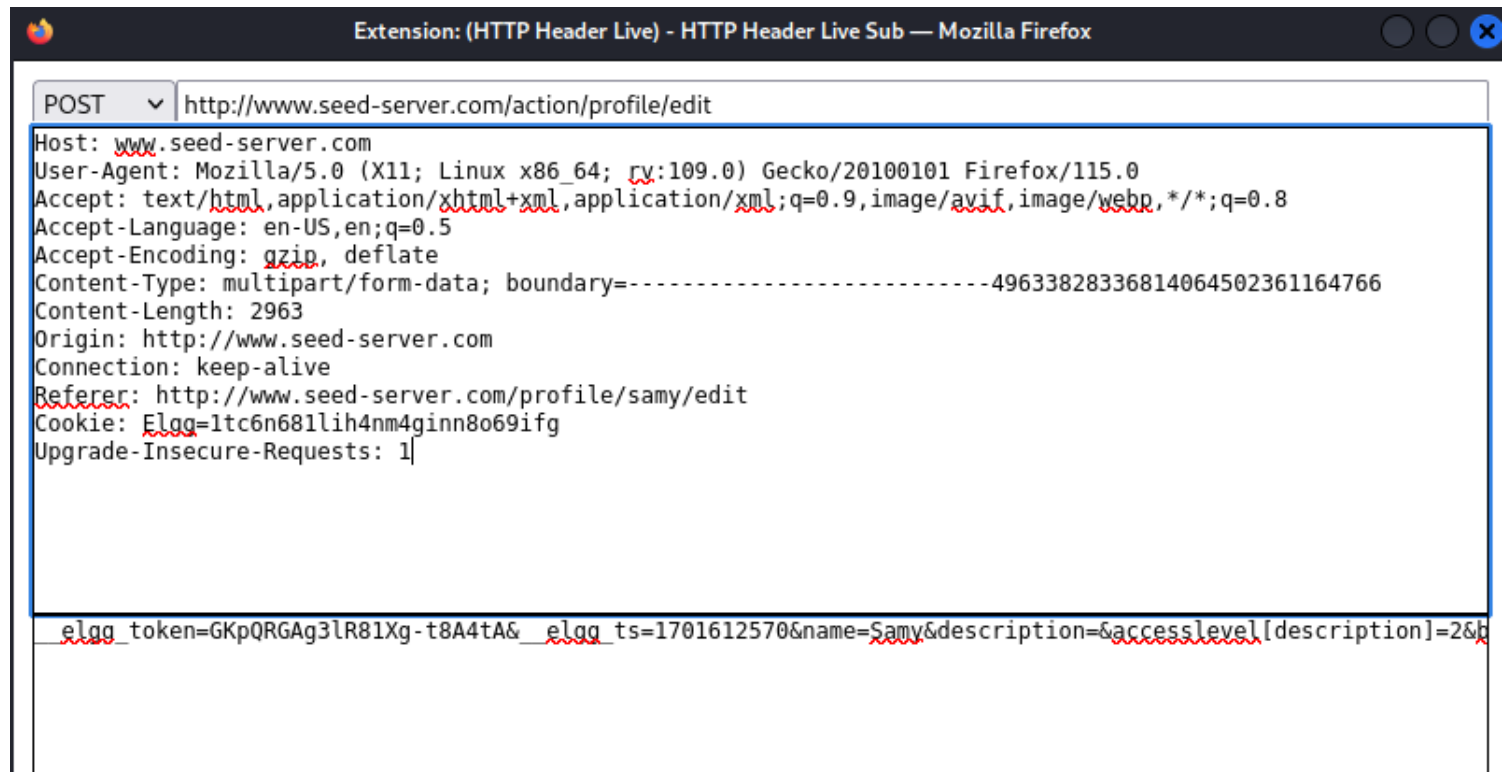 Extension: (HTTP Header Live) - HTTP Header Live Sub — Mozilla Firefox
POST http://www.seed-server.com/action/profile/edit
Host: www.seed-server.com
User-Agent: Mozilla/5.0 (X11; Linux x86_64; rv:109.0) Gecko/20100101 Firefox/115.0
Accept: text/html,application/xhtml+xml,application/xml;q=0.9,image/avif,image/webp,*/*;q=0.8
Accept-Language: en-US,en;q=0.5
Accept-Encoding: gzip, deflate
Content-Type: multipart/form-data; boundary=---------------------------496338283368140645023611​64766
Content-Length: 2963
Origin: http://www.seed-server.com
Connection: keep-alive
Referer: http://www.seed-server.com/profile/samy/edit
Cookie: Elgg=1tc6n681lih4nm4ginn8o69ifg
Upgrade-Insecure-Requests: 1
__elgg_token=GKpQRGAg3lR81Xg-t8A4tA&__elgg_ts=1701612570&name=Samy&description=&accesslevel[description]=2&b